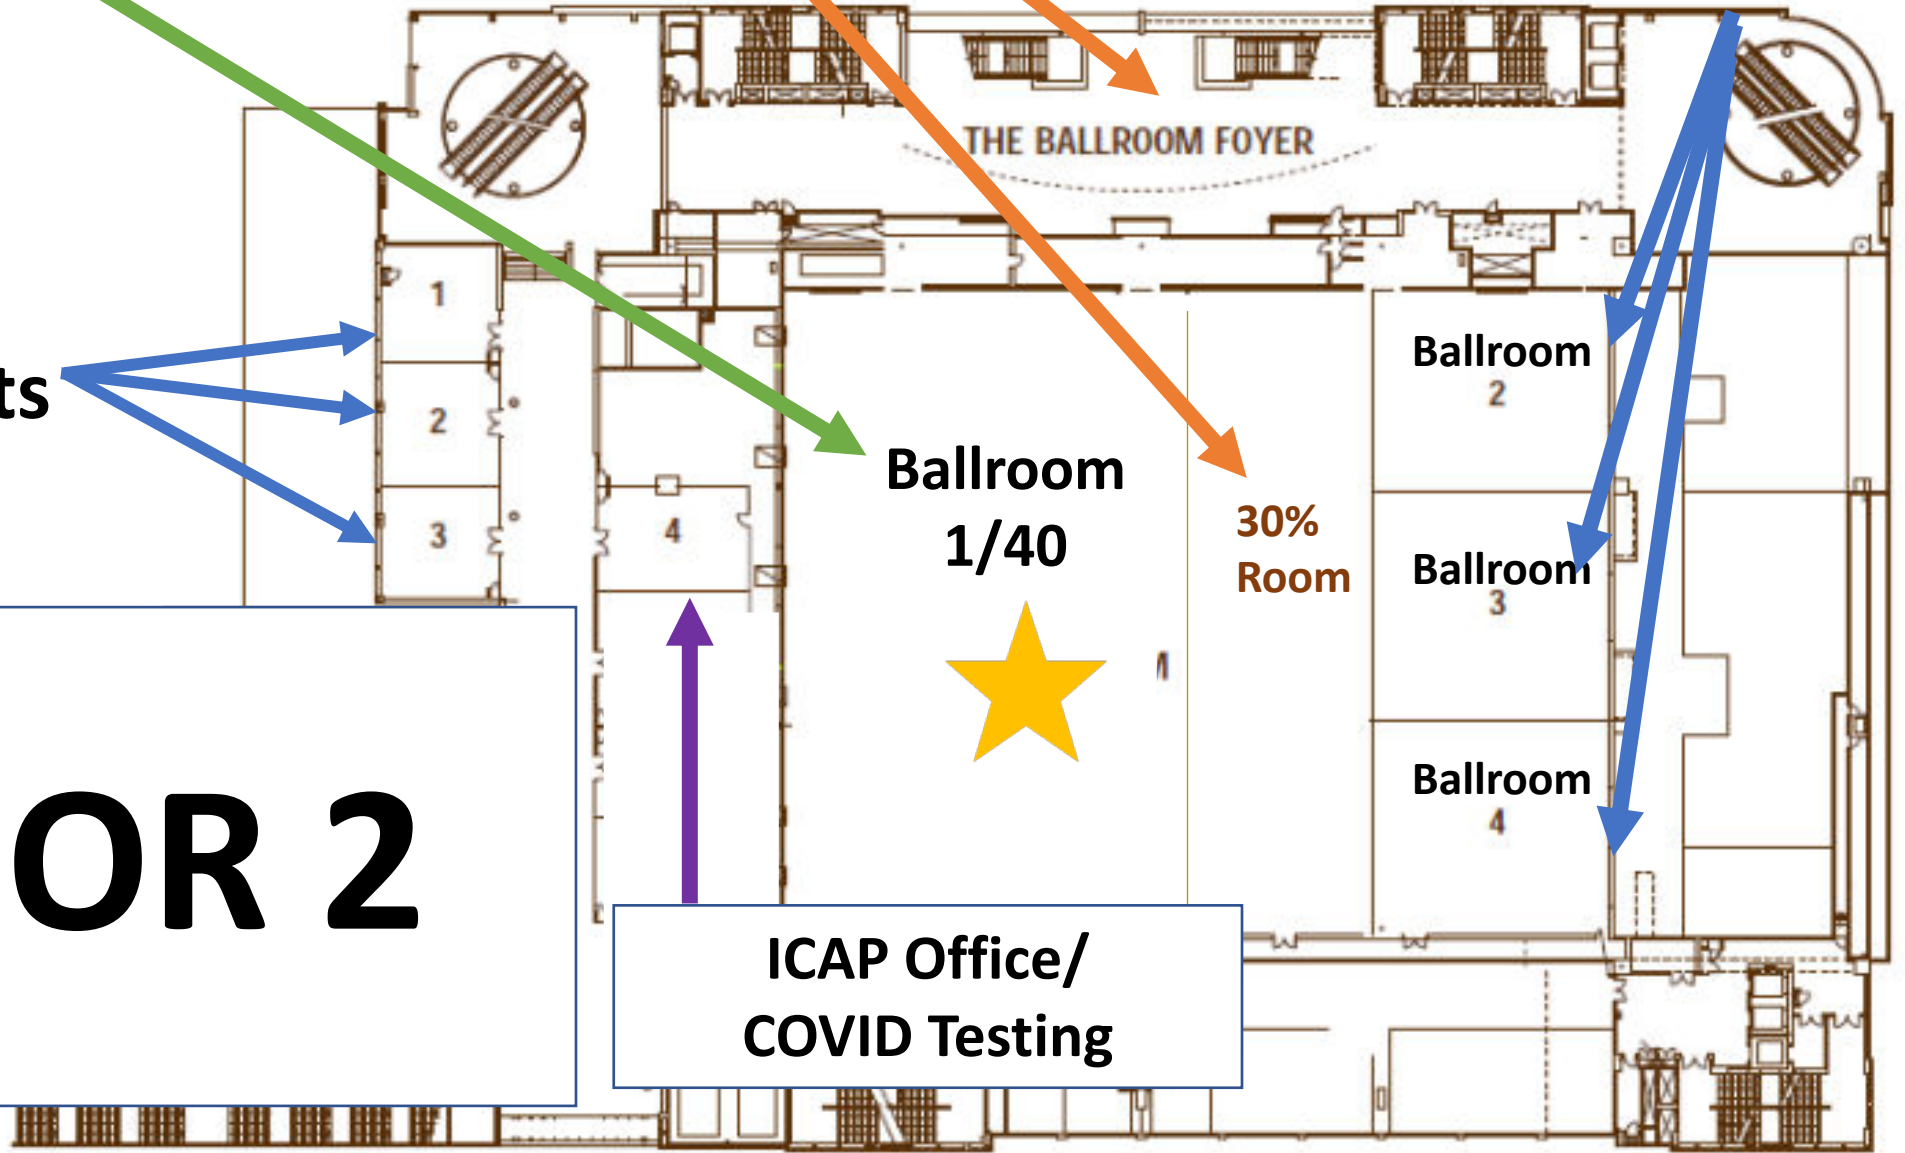 THE BALLROOM FOYER
1
2
3
4
ts
Ballroom
1/40
30%
Room
Ballroom
2
Ballroom
3
Ballroom
4
OR 2
ICAP Office/
COVID Testing